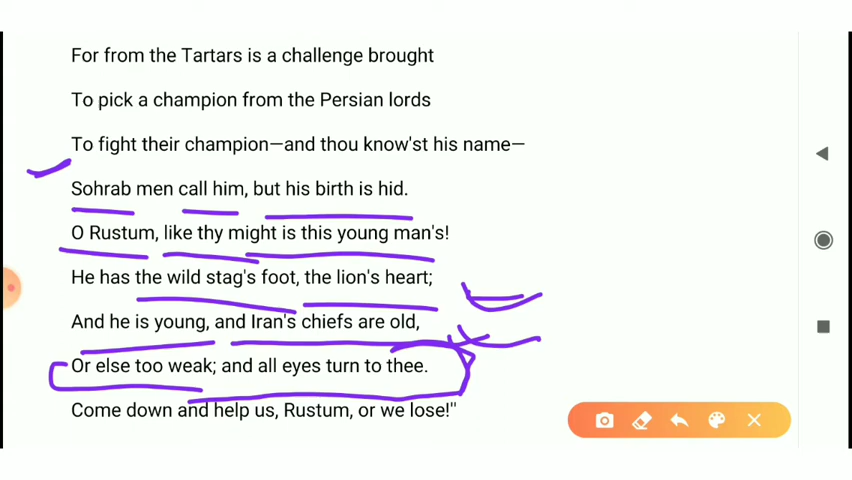 For from the Tartars is a challenge brought
To pick a champion from the Persian lords
To fight their champion—and thou know'st his name—
Sohrab men call him, but his birth is hid.
O Rustum, like thy might is this young man's!
He has the wild stag's foot, the lion's heart;
And he is young, and Iran's chiefs are old,
Or else too weak; and all eyes turn to thee.
Come down and help us, Rustum, or we lose!"